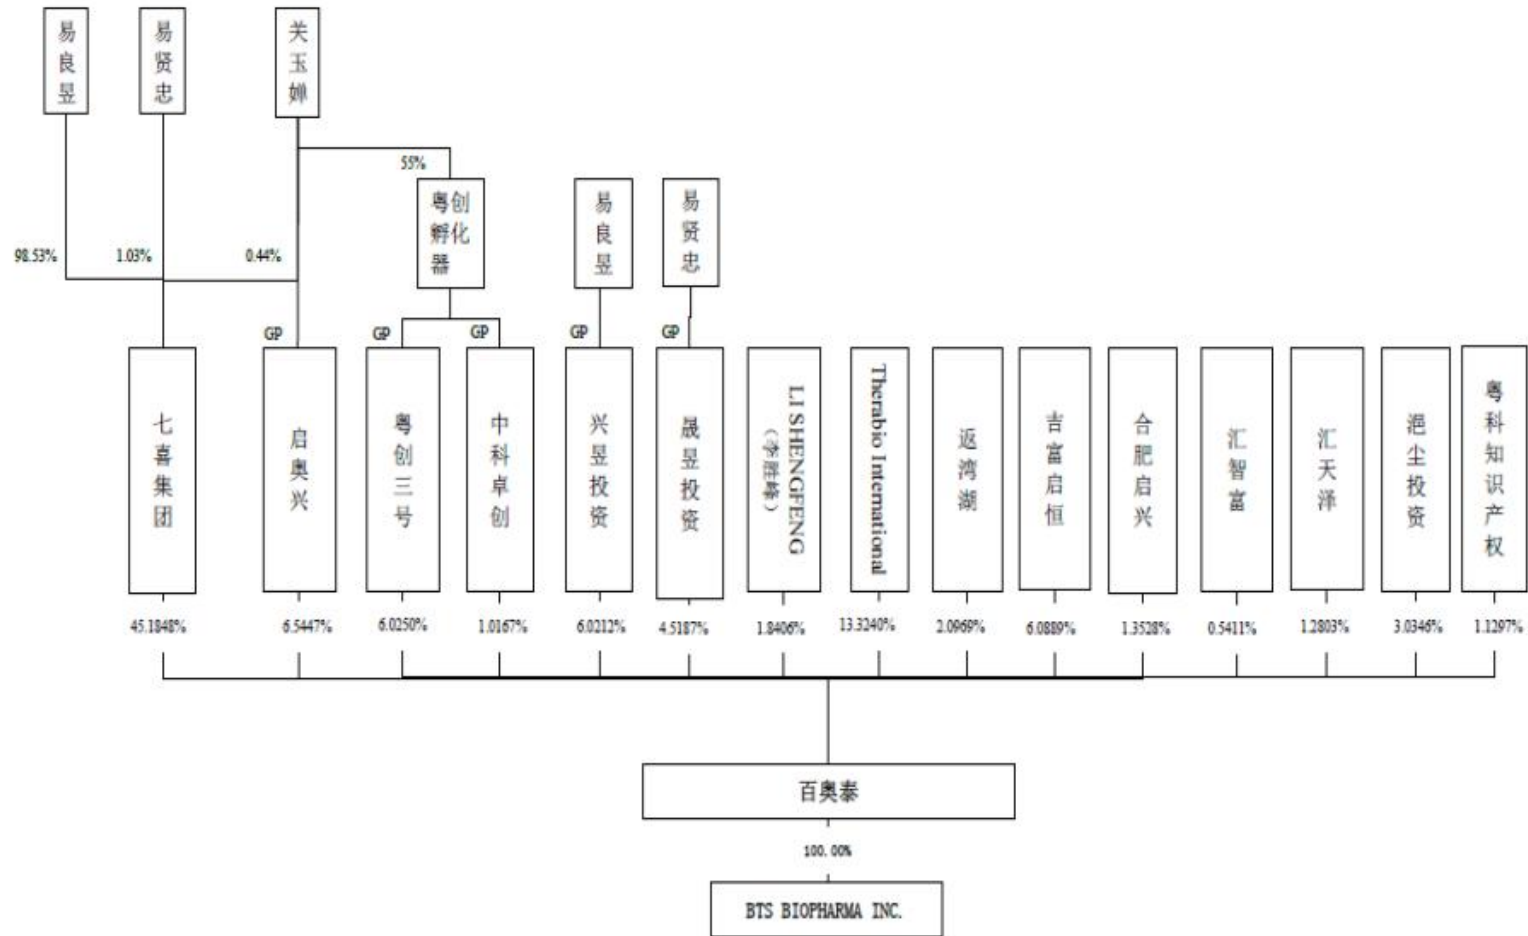 易良昱
易贤忠
关玉婵
55%
粤创
孵化
器
易良昱
易贤忠
98.53%
1.03%
0.44%
GP
GP
GP
GP
GP
七喜集团
启奥兴
粤创三号
中科卓创
兴昱投资
晟昱投资
LI SHENGFENG
（李胜峰）
Therabio International
返湾湖
吉富启恒
合肥启兴
汇智富
汇天泽
浥尘投资
粤科知识产权
45.1848%
6.5447%
6.0250%
1.0167%
6.0212%
4.5187%
1.8406%
13.3240%
2.0969%
6.0889%
1.3528%
0.5411%
1.2803%
3.0346%
1.1297%
百奥泰
100.00%
BTS BIOPHARMA INC.